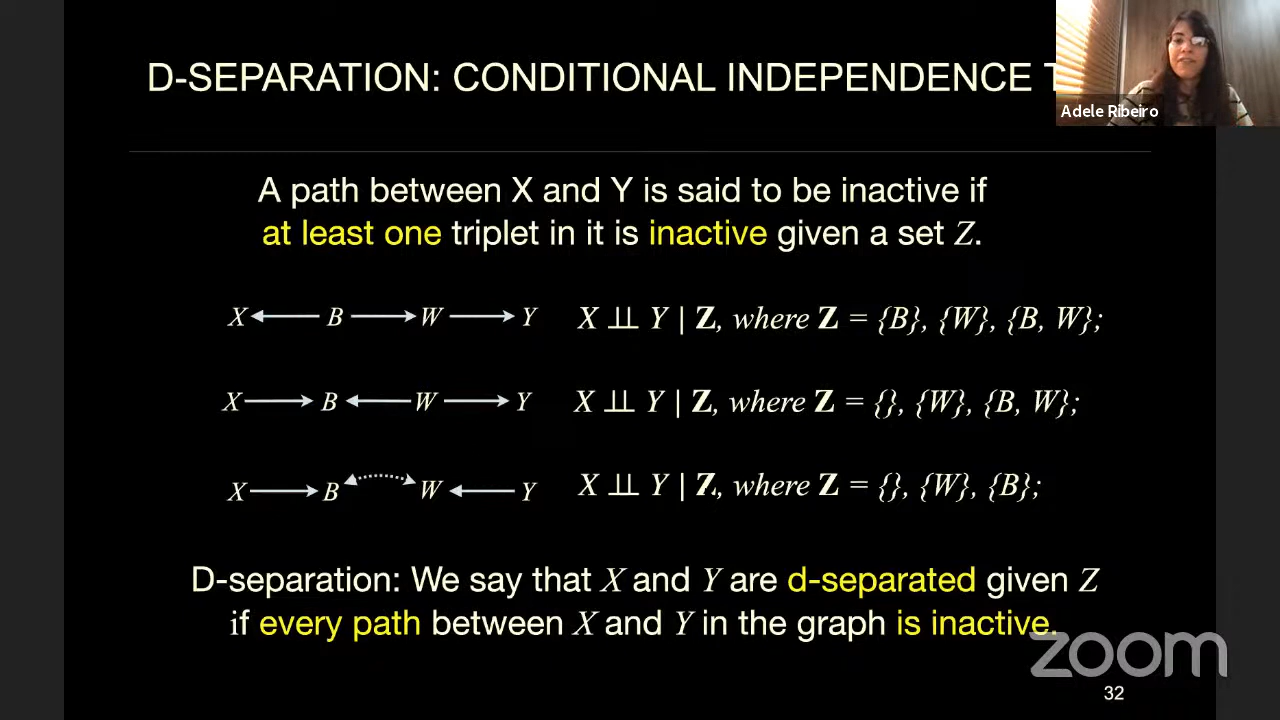 D-SEPARATION: CONDITIONAL INDEPENDENCE
Adele Ribeiro
A path between X and Y is said to be inactive if
at least one triplet in it is inactive given a set Z.
X B W Y X ⫫ Y | Z, where Z = {B}, {W}, {B, W};
X B W Y X ⫫ Y | Z, where Z = {}, {W}, {B, W};
X B W Y X ⫫ Y | Z, where Z = {}, {W}, {B};
D-separation: We say that X and Y are d-separated given Z
if every path between X and Y in the graph is inactive.
zoom
32